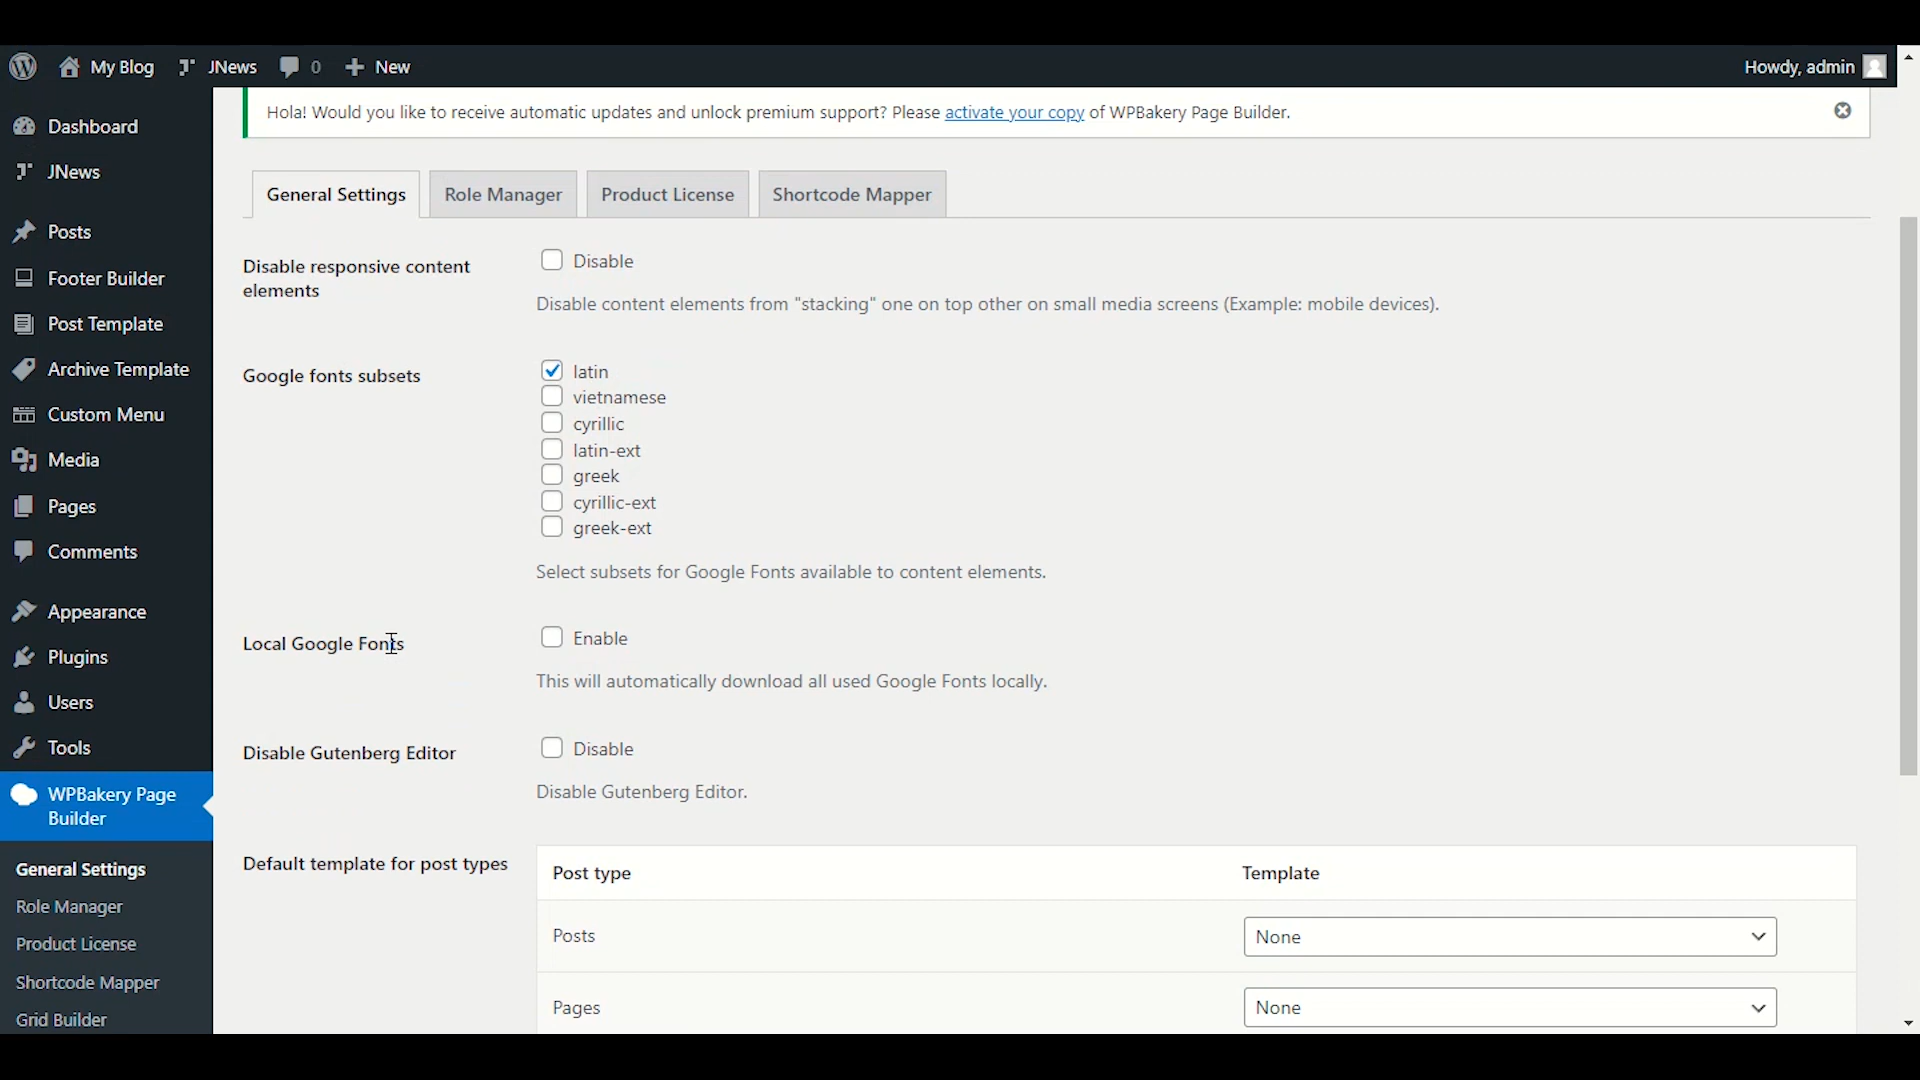 My Blog JNews 0 New Howdy, admin
Dashboard
JNews
Posts
Footer Builder
Post Template
Archive Template
Custom Menu
Media
Pages
Comments
Appearance
Plugins
Users
Tools
WPBakery Page
Builder
General Settings
Role Manager
Product License
Shortcode Mapper
Grid Builder
Hola! Would you like to receive automatic updates and unlock premium support? Please activate your copy of WPBakery Page Builder.
General Settings Role Manager Product License Shortcode Mapper
Disable responsive content
elements
Disable
Disable content elements from "stacking" one on top other on small media screens (Example: mobile devices).
Google fonts subsets
latin
vietnamese
cyrillic
latin-ext
greek
cyrillic-ext
greek-ext
Select subsets for Google Fonts available to content elements.
Local Google Fonts
Enable
This will automatically download all used Google Fonts locally.
Disable Gutenberg Editor
Disable
Disable Gutenberg Editor.
Default template for post types
Post type Template
Posts None
Pages None